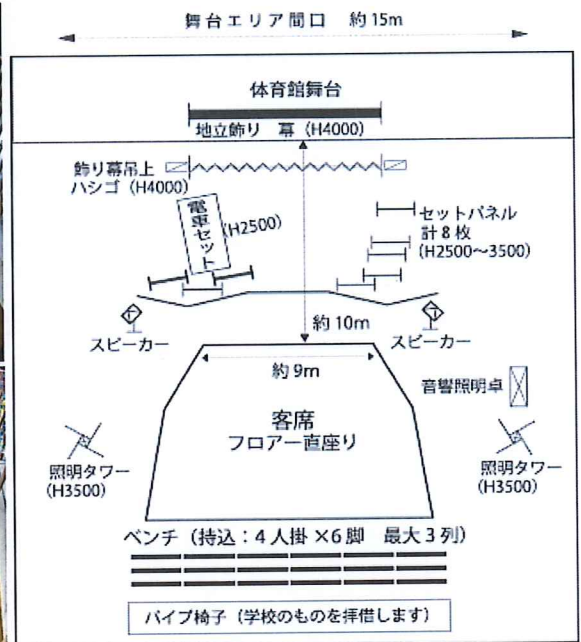 舞台エリア間口 約15m
体育館舞台
地立飾り 幕(H4000)
飾り幕吊上
ハシゴ(H4000)
電車セット
(H2500)
セットパネル
計8枚
(H2500～3500)
約10m
スピーカー
スピーカー
約9m
音響照明卓
客席
フロアー直座り
照明タワー
(H3500)
照明タワー
(H3500)
ベンチ(持込：4人掛×6脚 最大3列)
パイプ椅子(学校のものを拝借します)